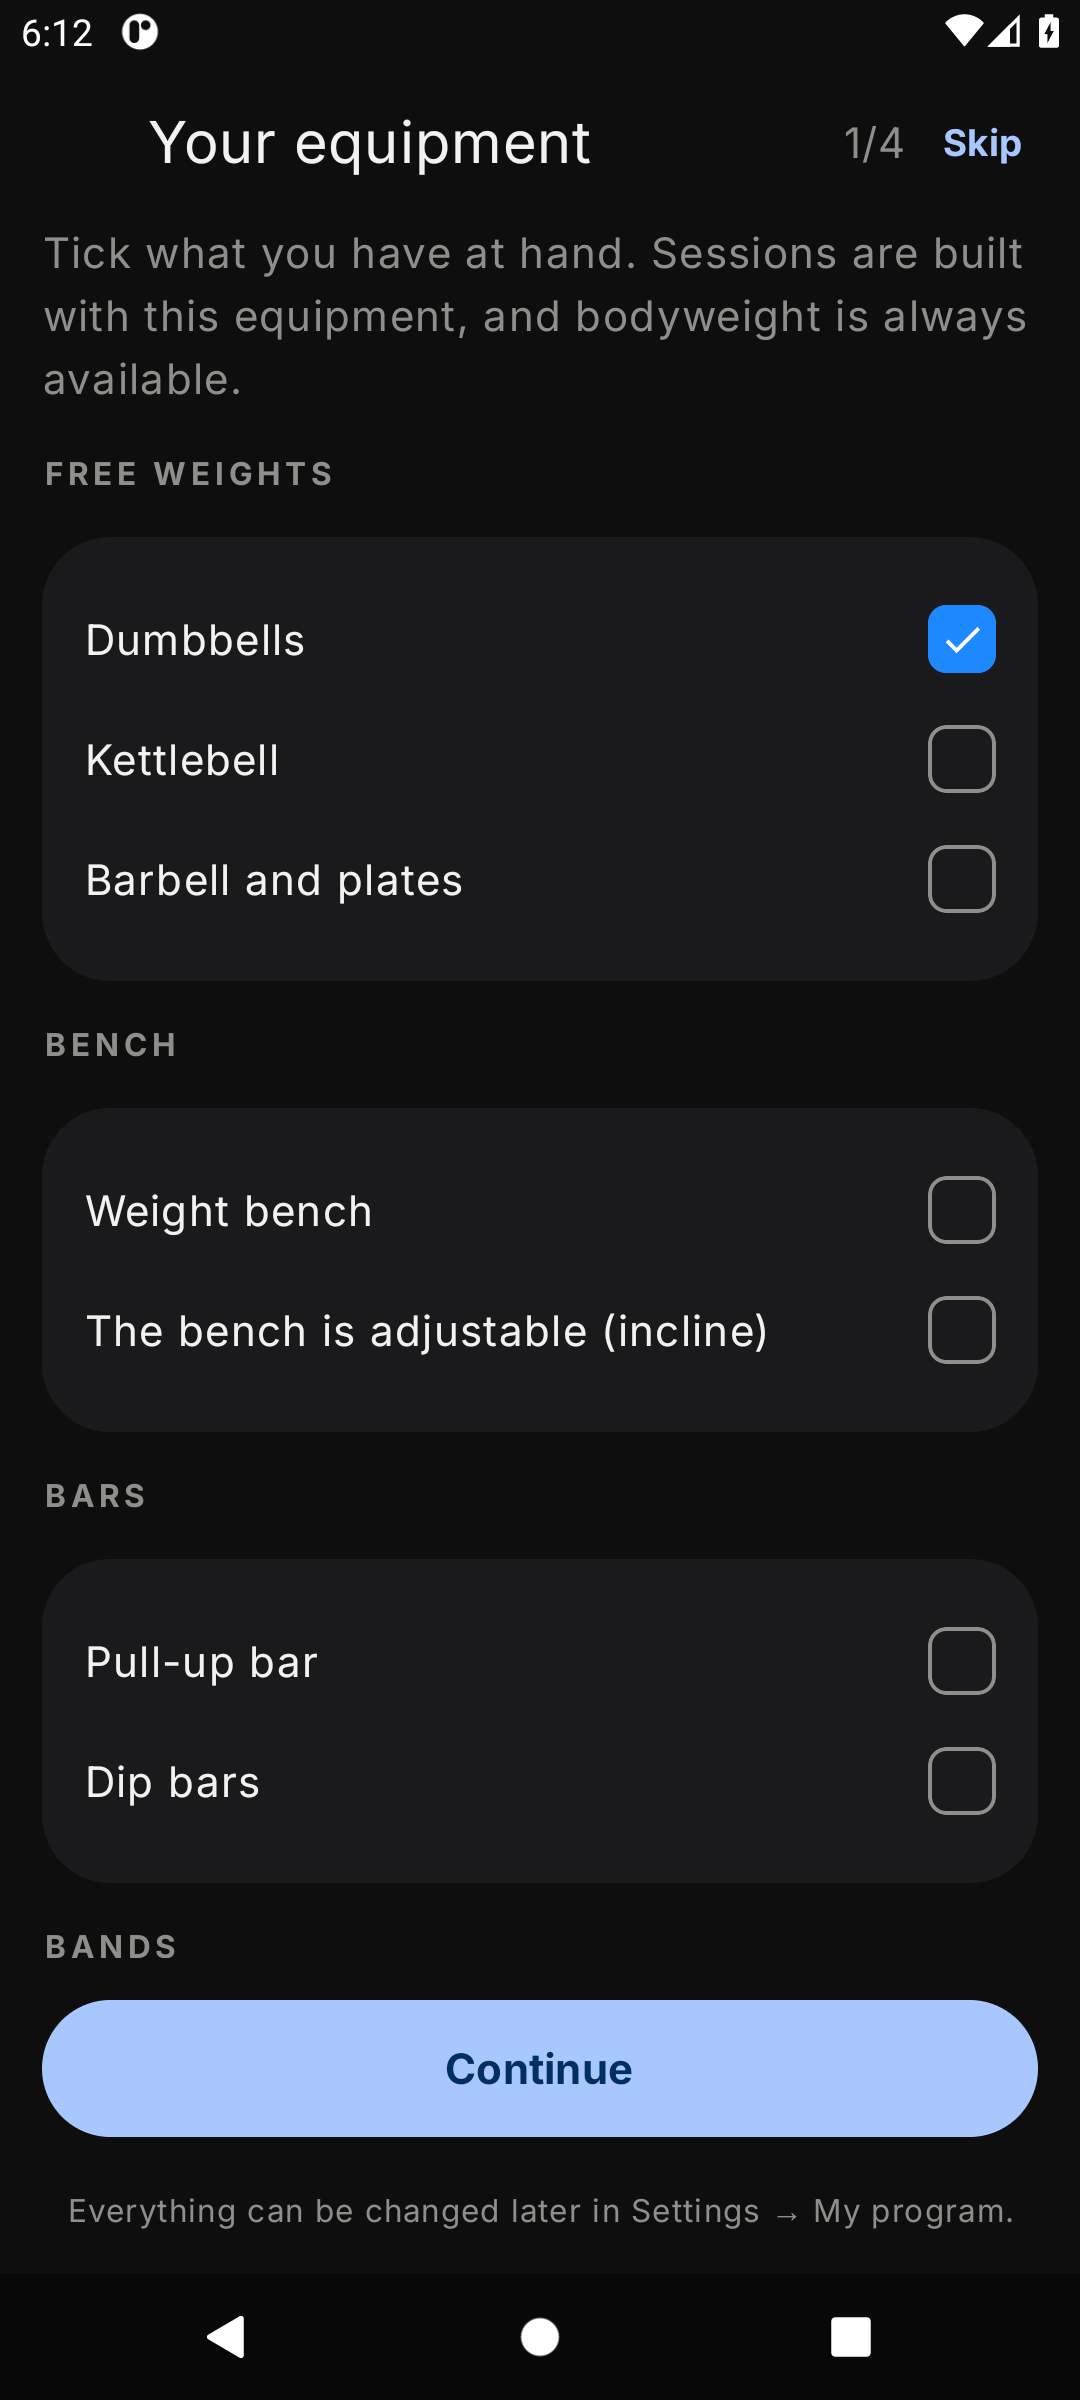 6:12
Your equipment
1/4 Skip
Tick what you have at hand. Sessions are built
with this equipment, and bodyweight is always
available.
FREE WEIGHTS
Dumbbells
Kettlebell
Barbell and plates
BENCH
Weight bench
The bench is adjustable (incline)
BARS
Pull-up bar
Dip bars
BANDS
Continue
Everything can be changed later in Settings → My program.